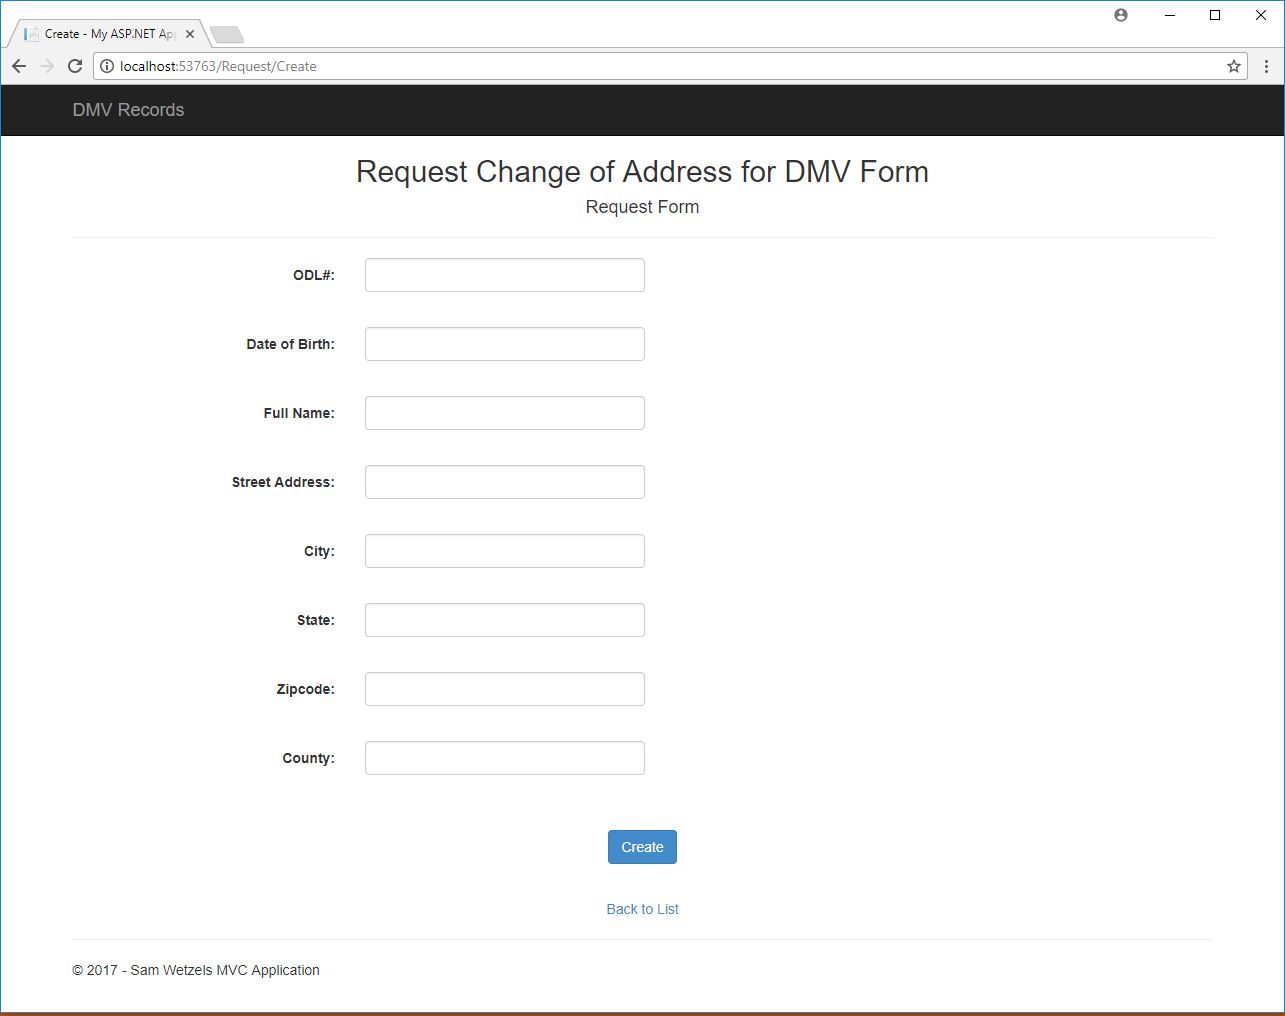 Create - My ASP.NET Ap
localhost:53763/Request/Create
DMV Records
Request Change of Address for DMV Form
Request Form
ODL#:
Date of Birth:
Full Name:
Street Address:
City:
State:
Zipcode:
County:
Create
Back to List
© 2017 - Sam Wetzels MVC Application